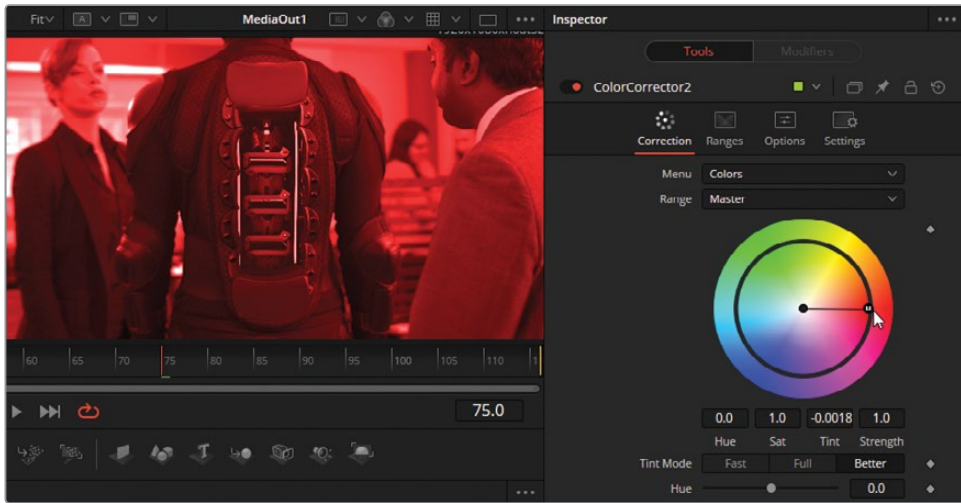 Fit
A
MediaOut1
Inspector
1920x1080xfloat32
Tools
Modifiers
ColorCorrector2
Correction
Ranges
Options
Settings
Menu
Colors
Range
Master
60 65 70 75 80 85 90 95 100 105 110
75.0
0.0 1.0 -0.0018 1.0
Hue Sat Tint Strength
Tint Mode Fast Full Better
Hue 0.0
T